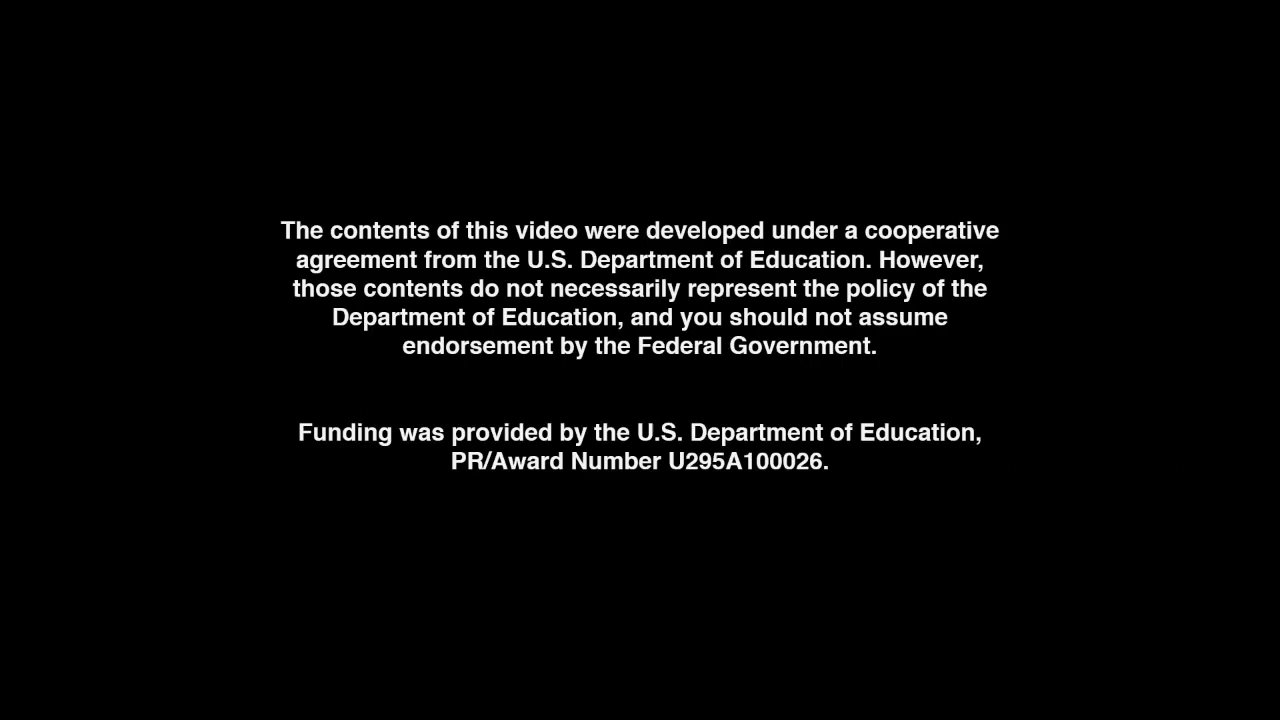 The contents of this video were developed under a cooperative
agreement from the U.S. Department of Education. However,
those contents do not necessarily represent the policy of the
Department of Education, and you should not assume
endorsement by the Federal Government.
Funding was provided by the U.S. Department of Education,
PR/Award Number U295A100026.